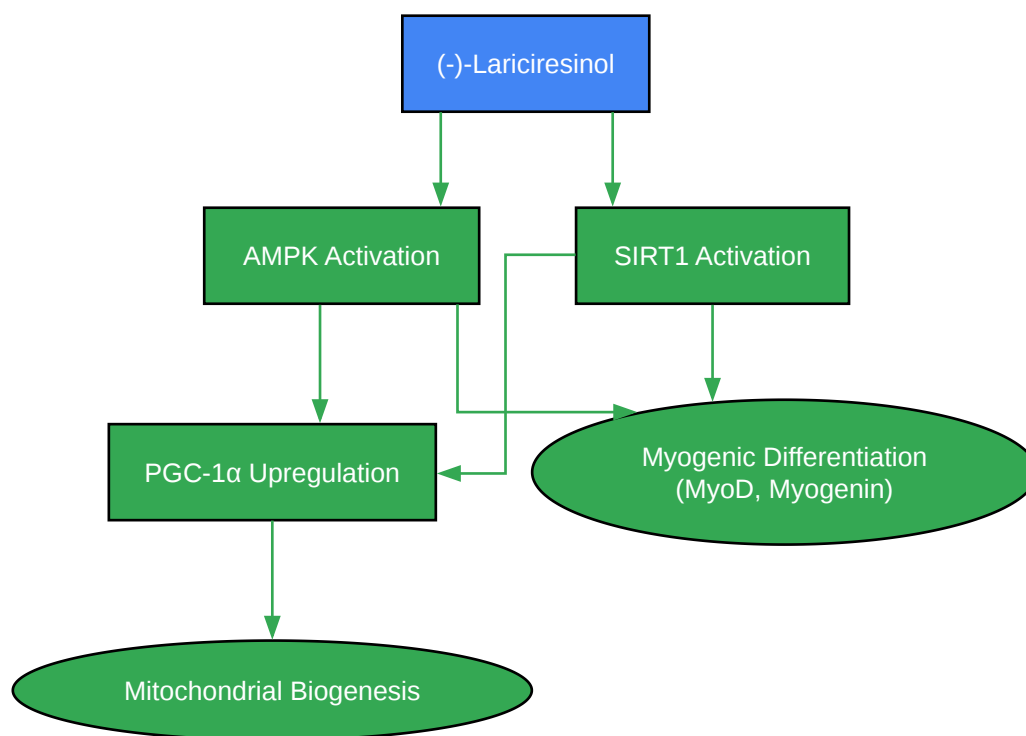 (-)-Lariciresinol
AMPK Activation
SIRT1 Activation
PGC-1α Upregulation
Myogenic Differentiation
(MyoD, Myogenin)
Mitochondrial Biogenesis